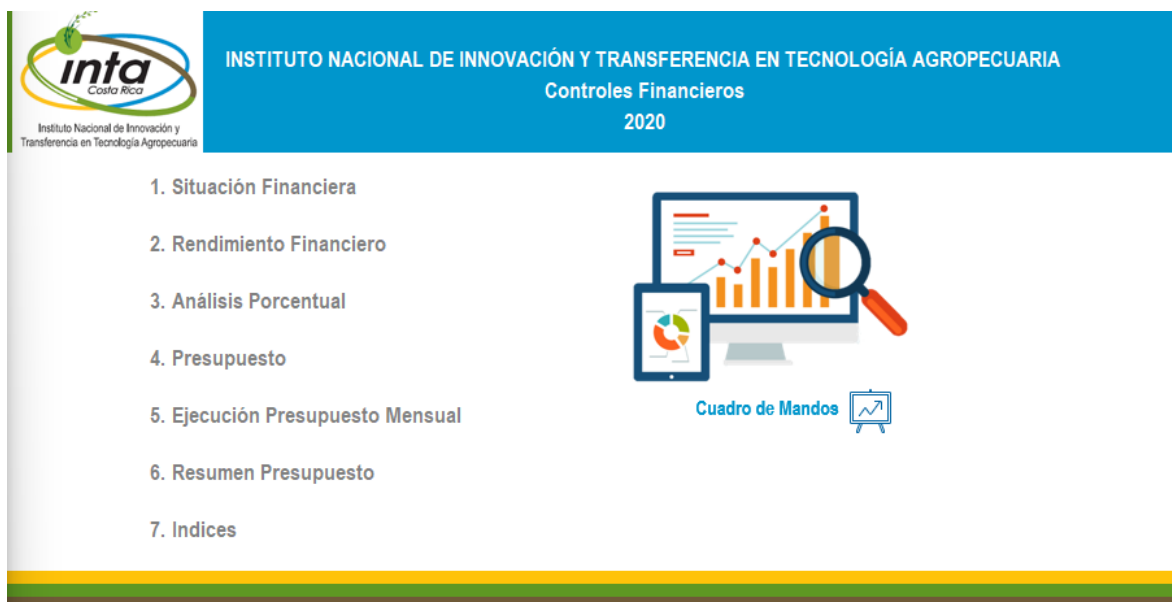 inta
Costa Rica
Instituto Nacional de Innovación y
Transferencia en Tecnología Agropecuaria
INSTITUTO NACIONAL DE INNOVACIÓN Y TRANSFERENCIA EN TECNOLOGÍA AGROPECUARIA
Controles Financieros
2020
1. Situación Financiera
2. Rendimiento Financiero
3. Análisis Porcentual
4. Presupuesto
5. Ejecución Presupuesto Mensual
6. Resumen Presupuesto
7. Indices
Cuadro de Mandos